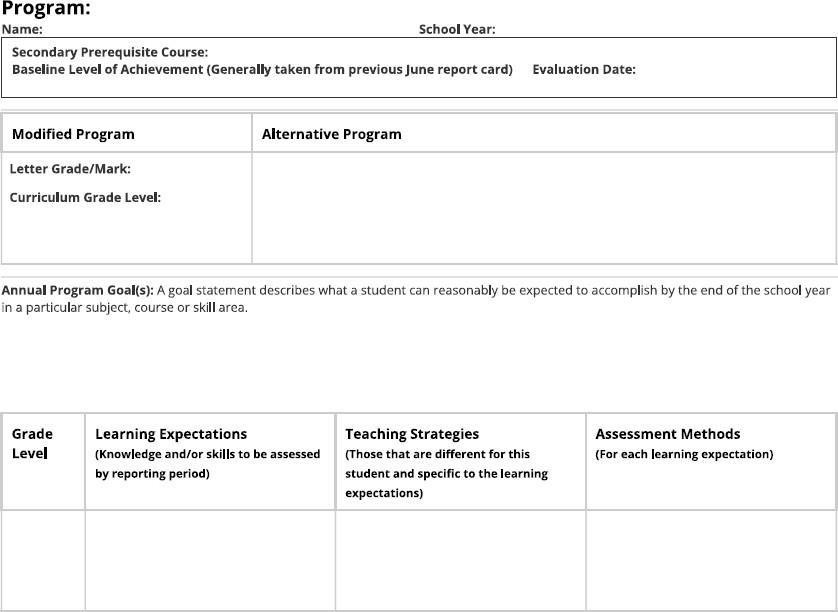 Program:
Name: School Year:
Secondary Prerequisite Course:
Baseline Level of Achievement (Generally taken from previous June report card) Evaluation Date:
Modified Program Alternative Program
Letter Grade/Mark:
Curriculum Grade Level:
Annual Program Goal(s): A goal statement describes what a student can reasonably be expected to accomplish by the end of the school year
in a particular subject, course or skill area.
Grade
Level
Learning Expectations
(Knowledge and/or skills to be assessed
by reporting period)
Teaching Strategies
(Those that are different for this
student and specific to the learning
expectations)
Assessment Methods
(For each learning expectation)